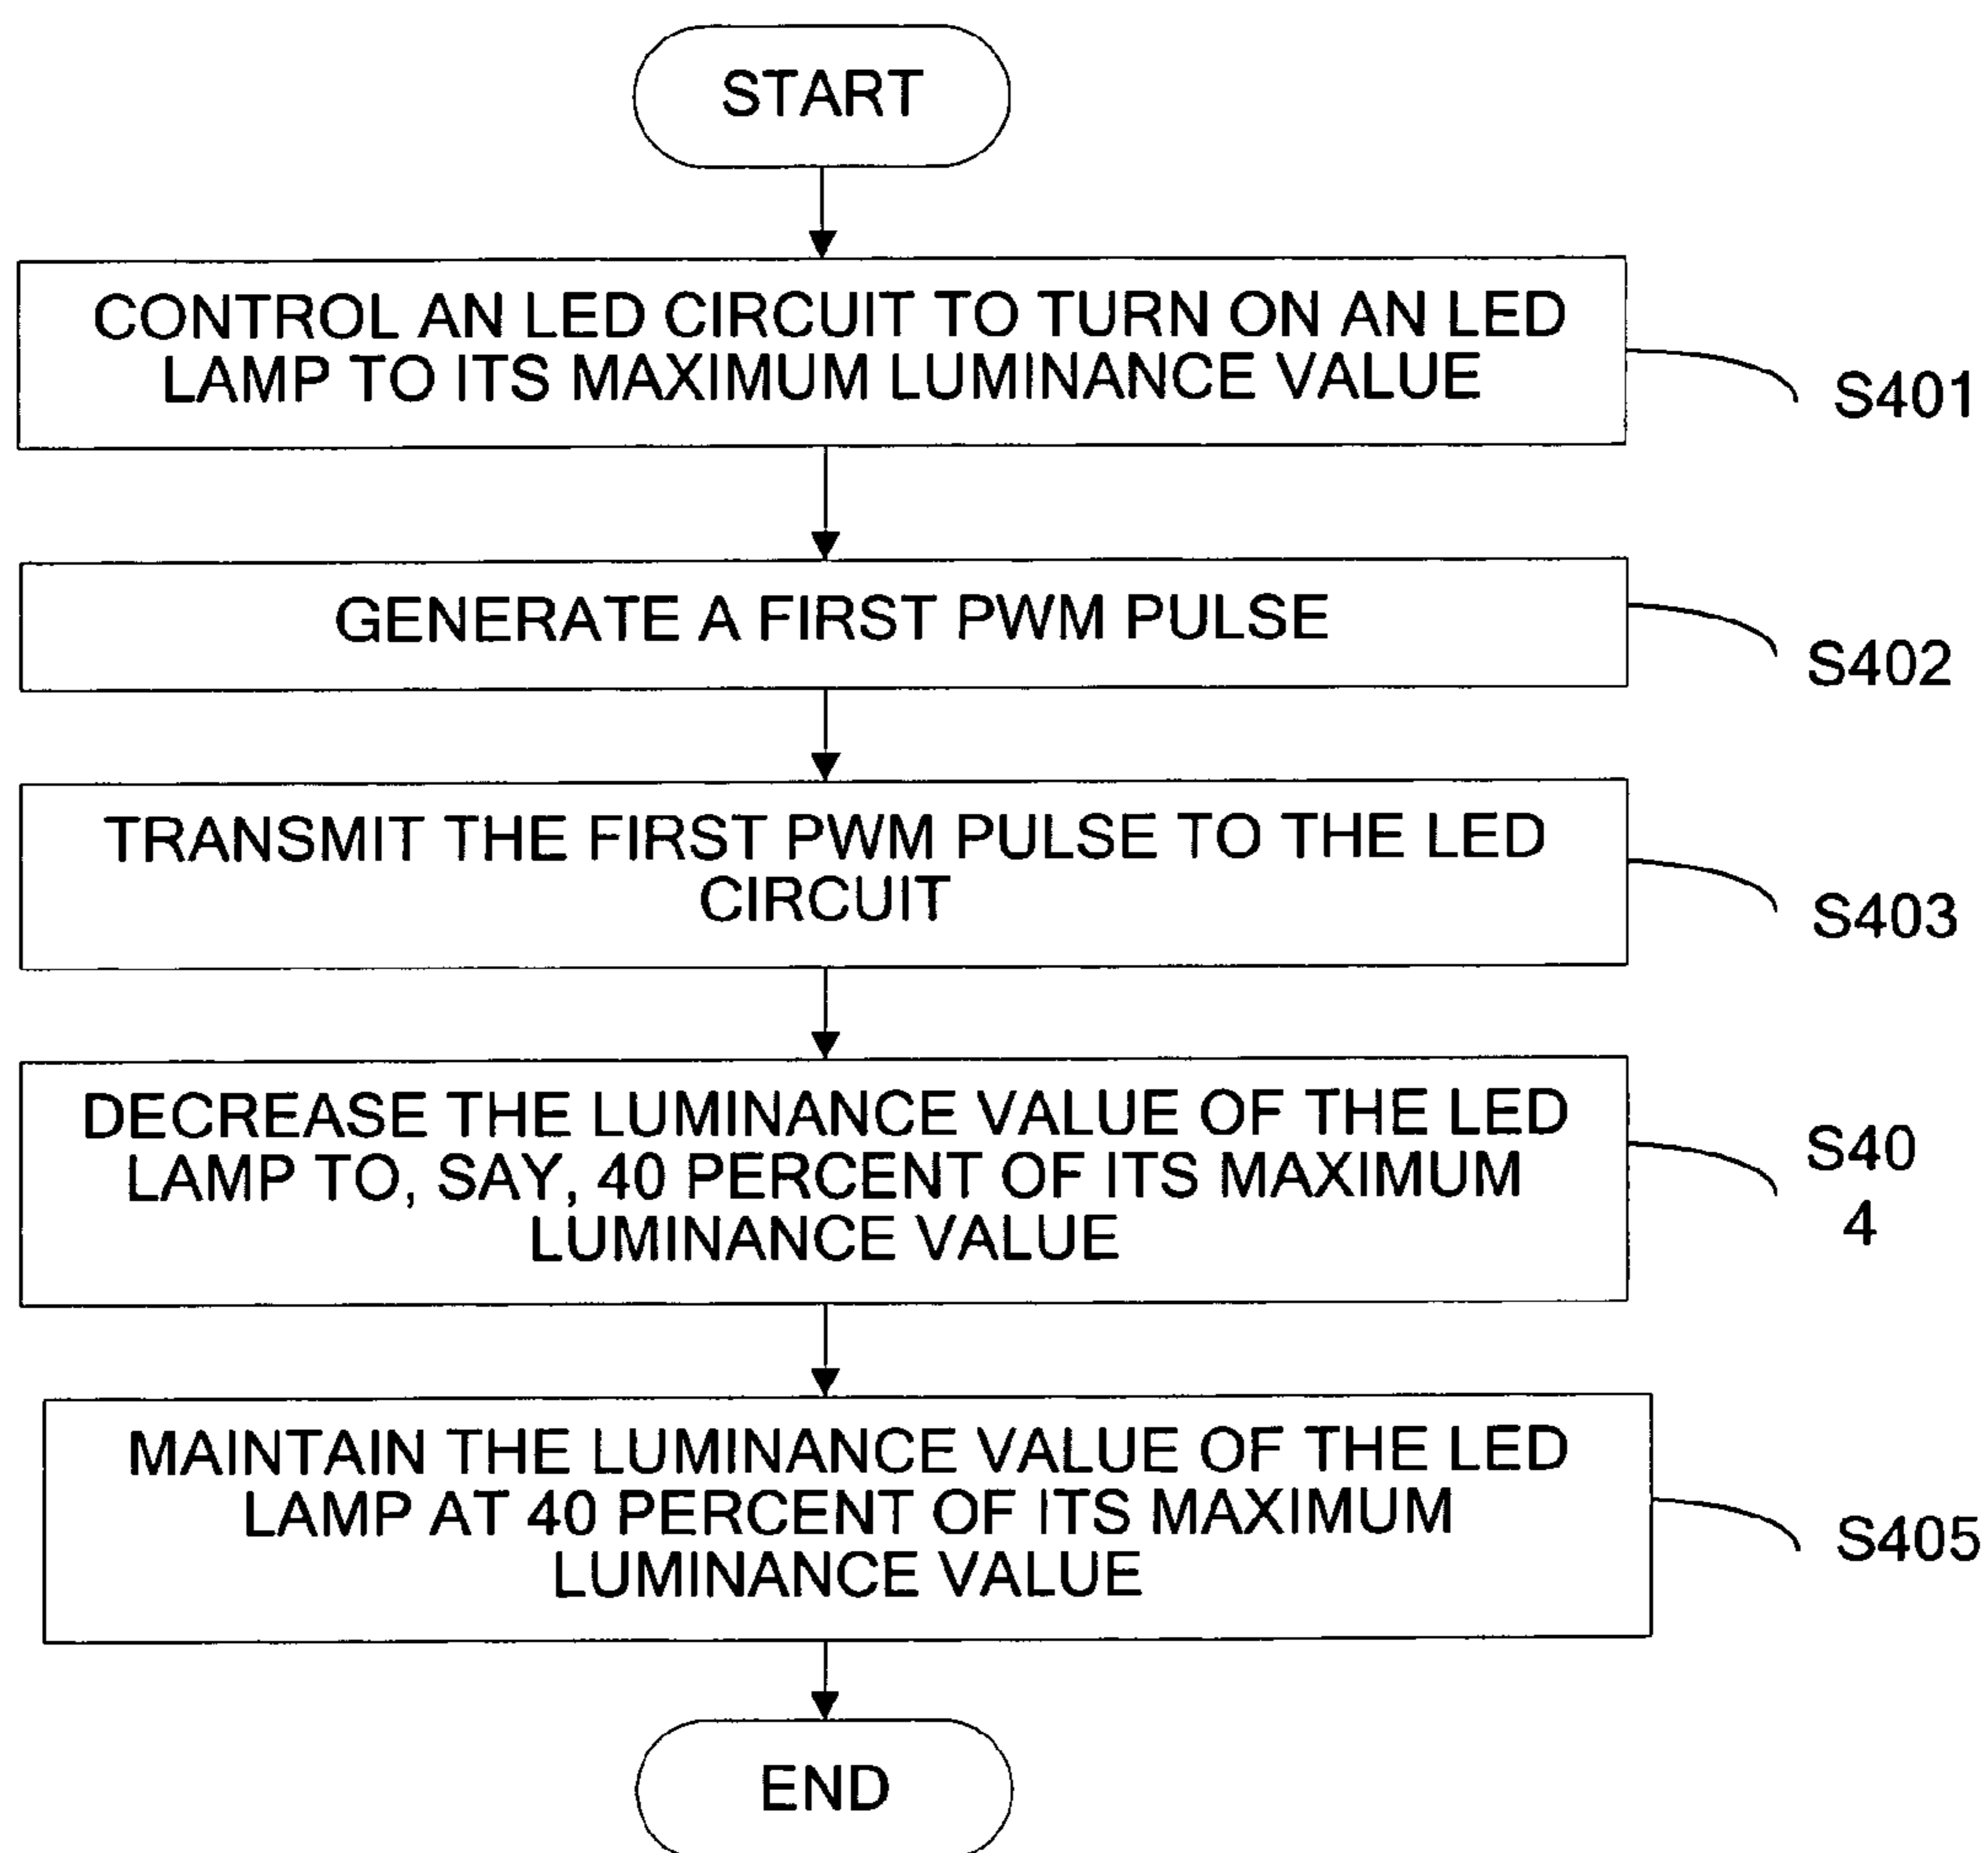 START
CONTROL AN LED CIRCUIT TO TURN ON AN LED
LAMP TO ITS MAXIMUM LUMINANCE VALUE
S401
GENERATE A FIRST PWM PULSE
S402
TRANSMIT THE FIRST PWM PULSE TO THE LED
CIRCUIT
S403
DECREASE THE LUMINANCE VALUE OF THE LED
LAMP TO, SAY, 40 PERCENT OF ITS MAXIMUM
LUMINANCE VALUE
S40
4
MAINTAIN THE LUMINANCE VALUE OF THE LED
LAMP AT 40 PERCENT OF ITS MAXIMUM
LUMINANCE VALUE
S405
END